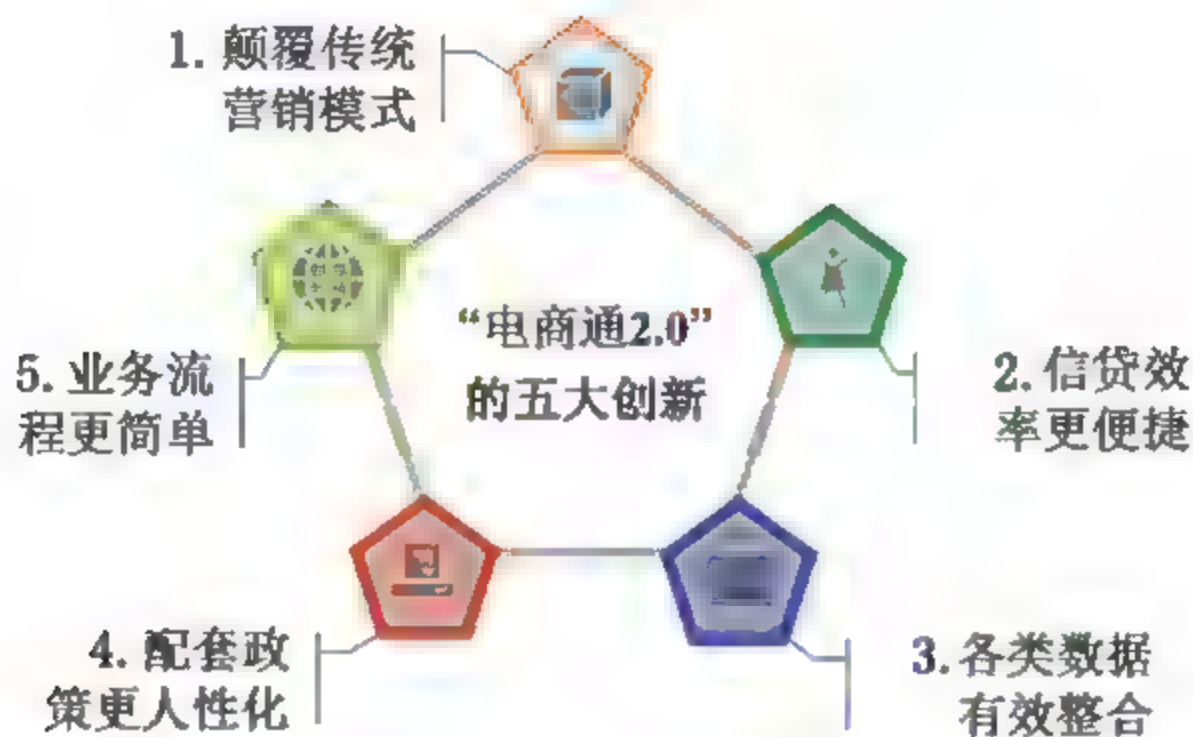 1. 颠覆传统
营销模式
“电商通2.0”
的五大创新
2. 信贷效
率更便捷
3. 各类数据
有效整合
4. 配套政
策更人性化
5. 业务流
程更简单